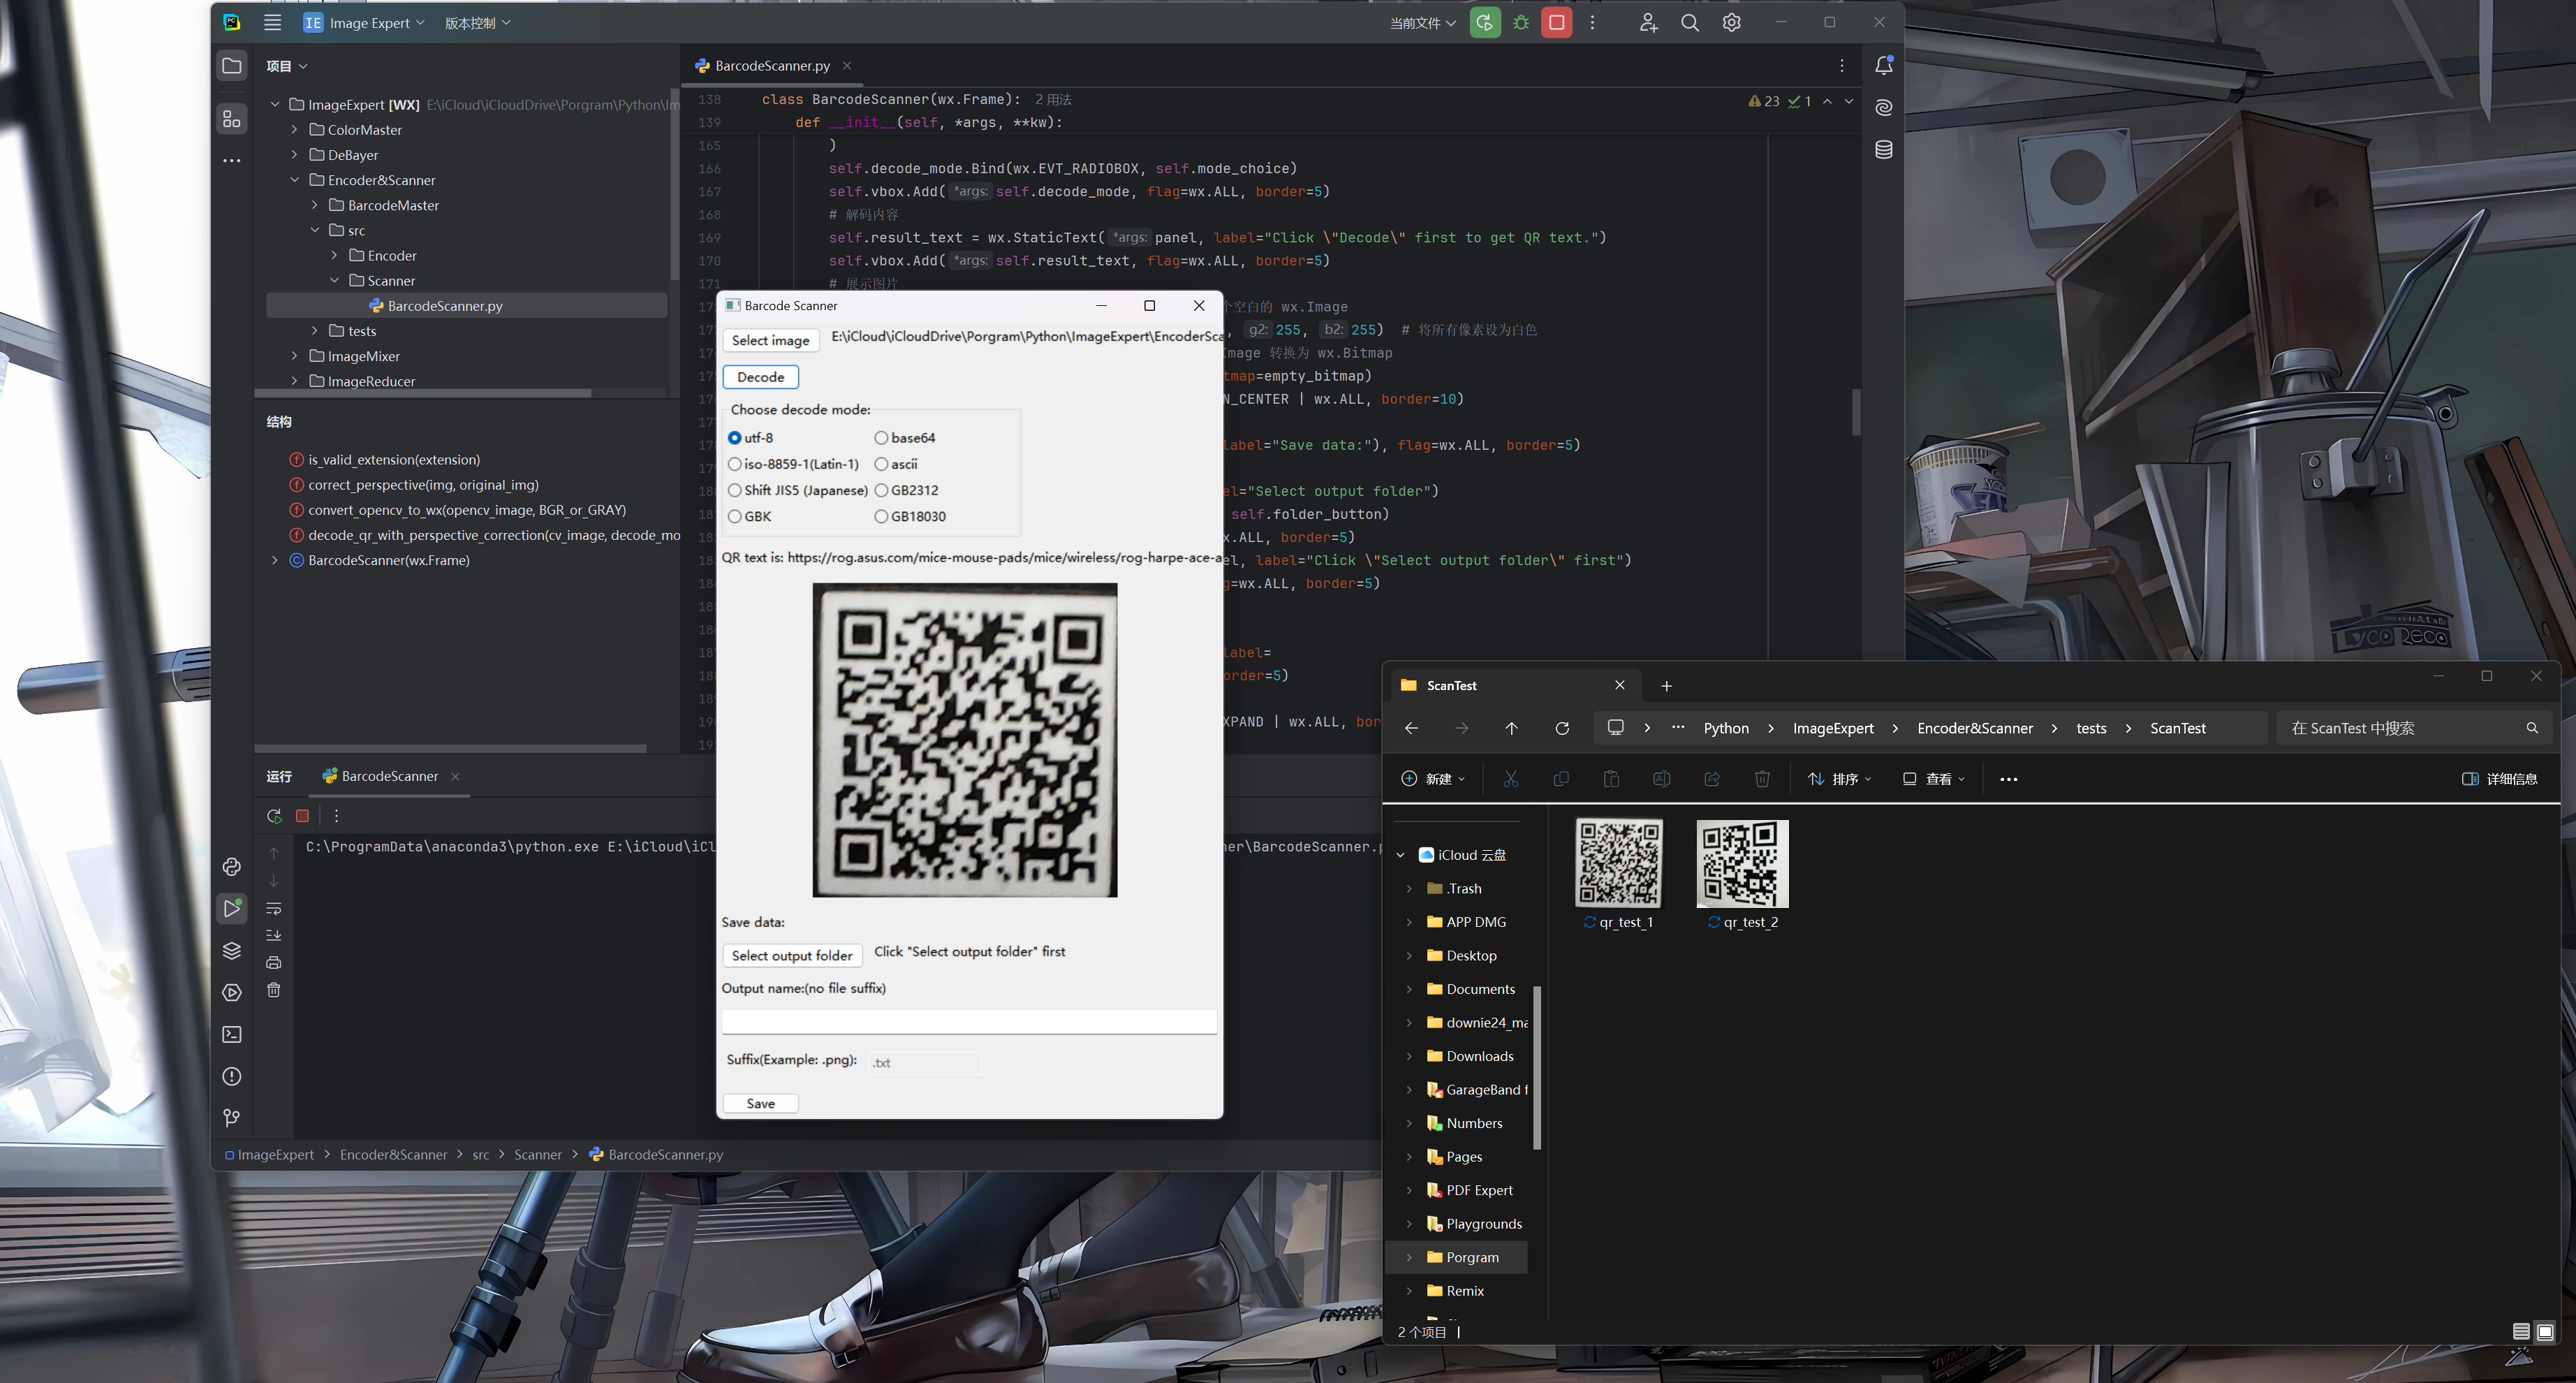 IE Image Expert 版本控制
当前文件
项目
ImageExpert [WX] E:\iCloud\iCloudDrive\Porgram\Python\Im
ColorMaster
DeBayer
Encoder&Scanner
BarcodeMaster
src
Encoder
Scanner
BarcodeScanner.py
tests
ImageMixer
ImageReducer
结构
is_valid_extension(extension)
correct_perspective(img, original_img)
convert_opencv_to_wx(opencv_image, BGR_or_GRAY)
decode_qr_with_perspective_correction(cv_image, decode_mo
BarcodeScanner(wx.Frame)
BarcodeScanner.py
23 1
138 class BarcodeScanner(wx.Frame): 2 用法
139 def __init__(self, *args, **kw):
165 )
166 self.decode_mode.Bind(wx.EVT_RADIOBOX, self.mode_choice)
167 self.vbox.Add( *args: self.decode_mode, flag=wx.ALL, border=5)
168 # 解码内容
169 self.result_text = wx.StaticText( *args: panel, label="Click \"Decode\" first to get QR text.")
170 self.vbox.Add( *args: self.result_text, flag=wx.ALL, border=5)
171 # 展示图片
个空白的 wx.Image
, g2: 255, b2: 255) # 将所有像素设为白色
Image 转换为 wx.Bitmap
tmap=empty_bitmap)
N_CENTER | wx.ALL, border=10)
label="Save data:"), flag=wx.ALL, border=5)
el="Select output folder")
self.folder_button)
x.ALL, border=5)
el, label="Click \"Select output folder\" first")
g=wx.ALL, border=5)
label=
order=5)
XPAND | wx.ALL, bor
Barcode Scanner
Select image E:\iCloud\iCloudDrive\Porgram\Python\ImageExpert\EncoderSca
Decode
Choose decode mode:
utf-8 base64
iso-8859-1(Latin-1) ascii
Shift JIS5 (Japanese) GB2312
GBK GB18030
QR text is: https://rog.asus.com/mice-mouse-pads/mice/wireless/rog-harpe-ace-a
Save data:
Select output folder Click "Select output folder" first
Output name:(no file suffix)
Suffix(Example: .png): .txt
Save
运行 BarcodeScanner
C:\ProgramData\anaconda3\python.exe E:\iCloud\iCl
ner\BarcodeScanner.p
ImageExpert > Encoder&Scanner > src > Scanner > BarcodeScanner.py
ScanTest
Python > ImageExpert > Encoder&Scanner > tests > ScanTest
在 ScanTest 中搜索
新建 排序 查看 详细信息
iCloud 云盘
.Trash
APP DMG
Desktop
Documents
downie24_ma
Downloads
GarageBand f
Numbers
Pages
PDF Expert
Playgrounds
Porgram
Remix
qr_test_1 qr_test_2
2 个项目